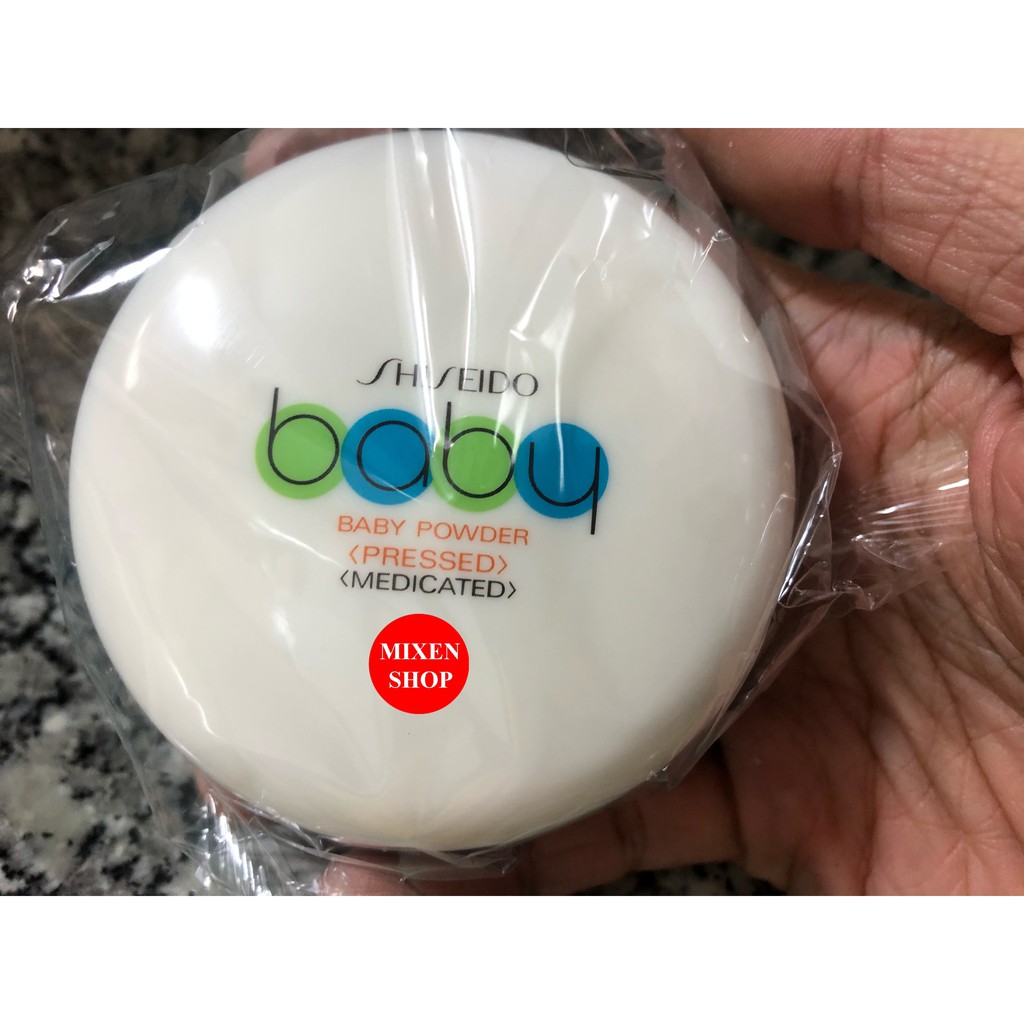 SHISEIDO
baby
BABY POWDER
〈PRESSED〉
〈MEDICATED〉
MIXEN
SHOP